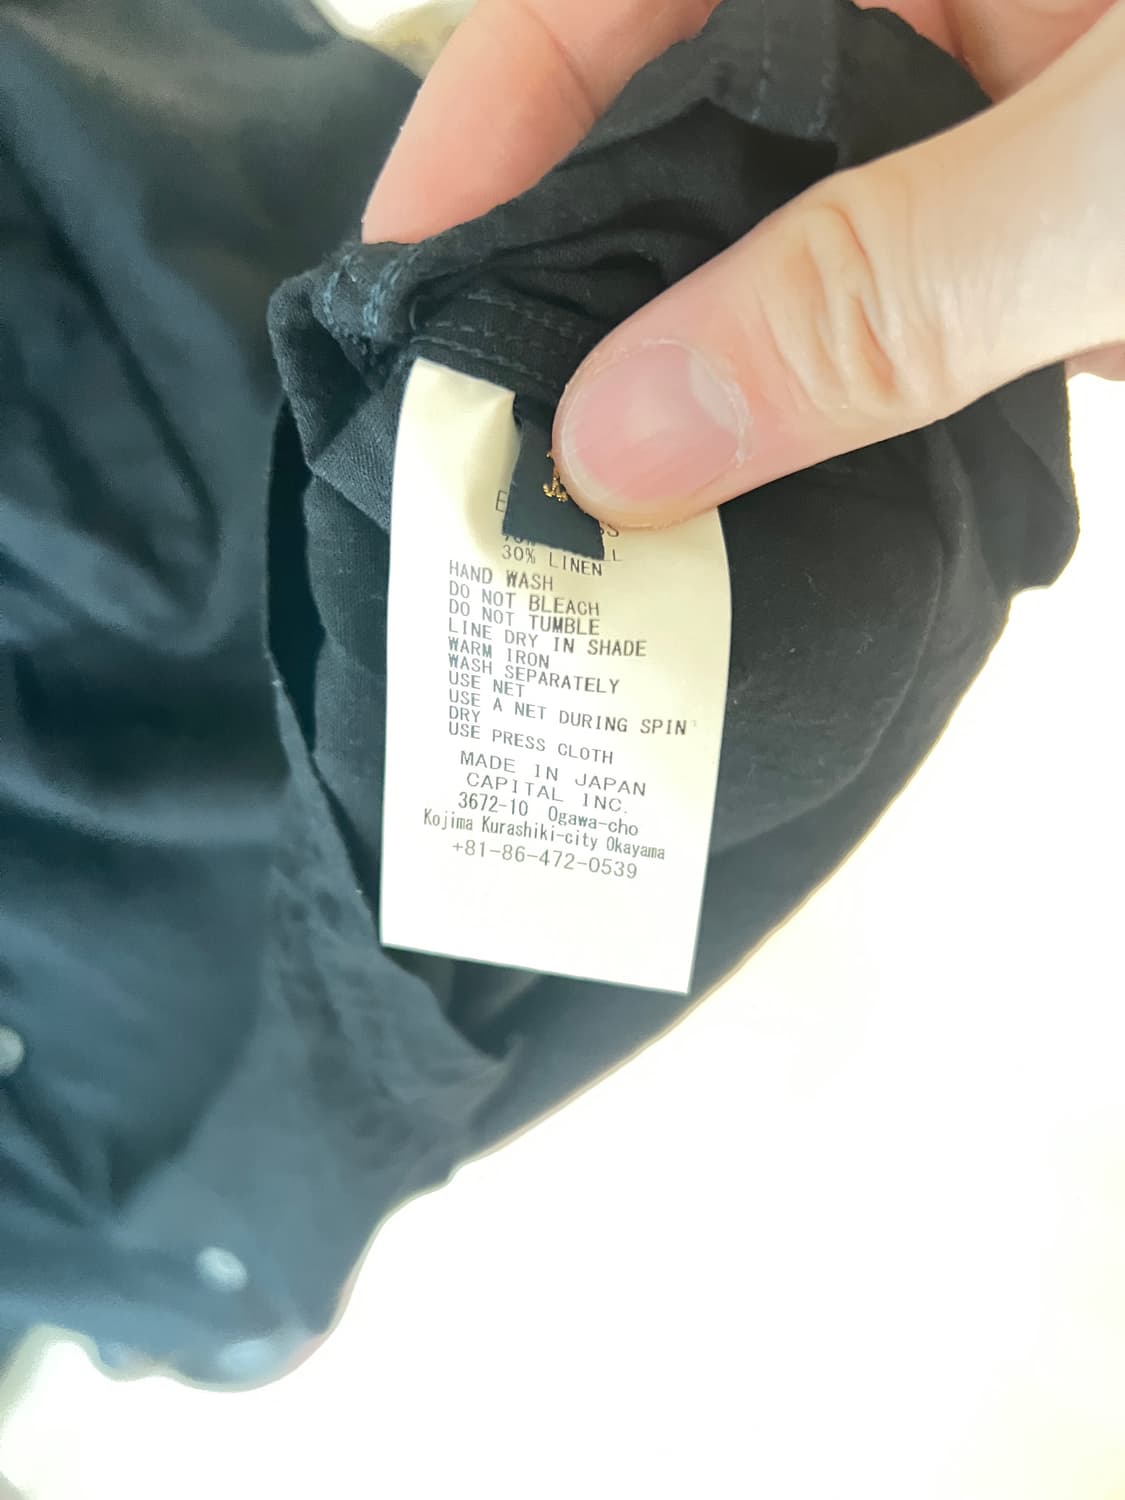 30% LINEN
HAND WASH
DO NOT BLEACH
DO NOT TUMBLE
LINE DRY IN SHADE
WARM IRON
WASH SEPARATELY
USE NET
USE A NET DURING SPIN
DRY
USE PRESS CLOTH
MADE IN JAPAN
CAPITAL INC.
3672-10 Ogawa-cho
Kojima Kurashiki-city Okayama
+81-86-472-0539